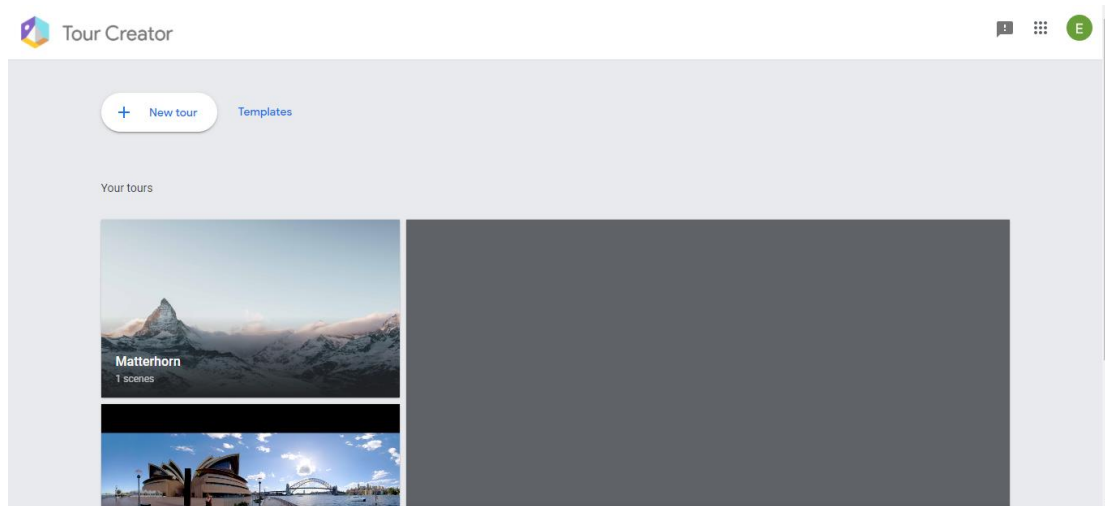 Tour Creator
E
+ New tour Templates
Your tours
Matterhorn
1 scenes